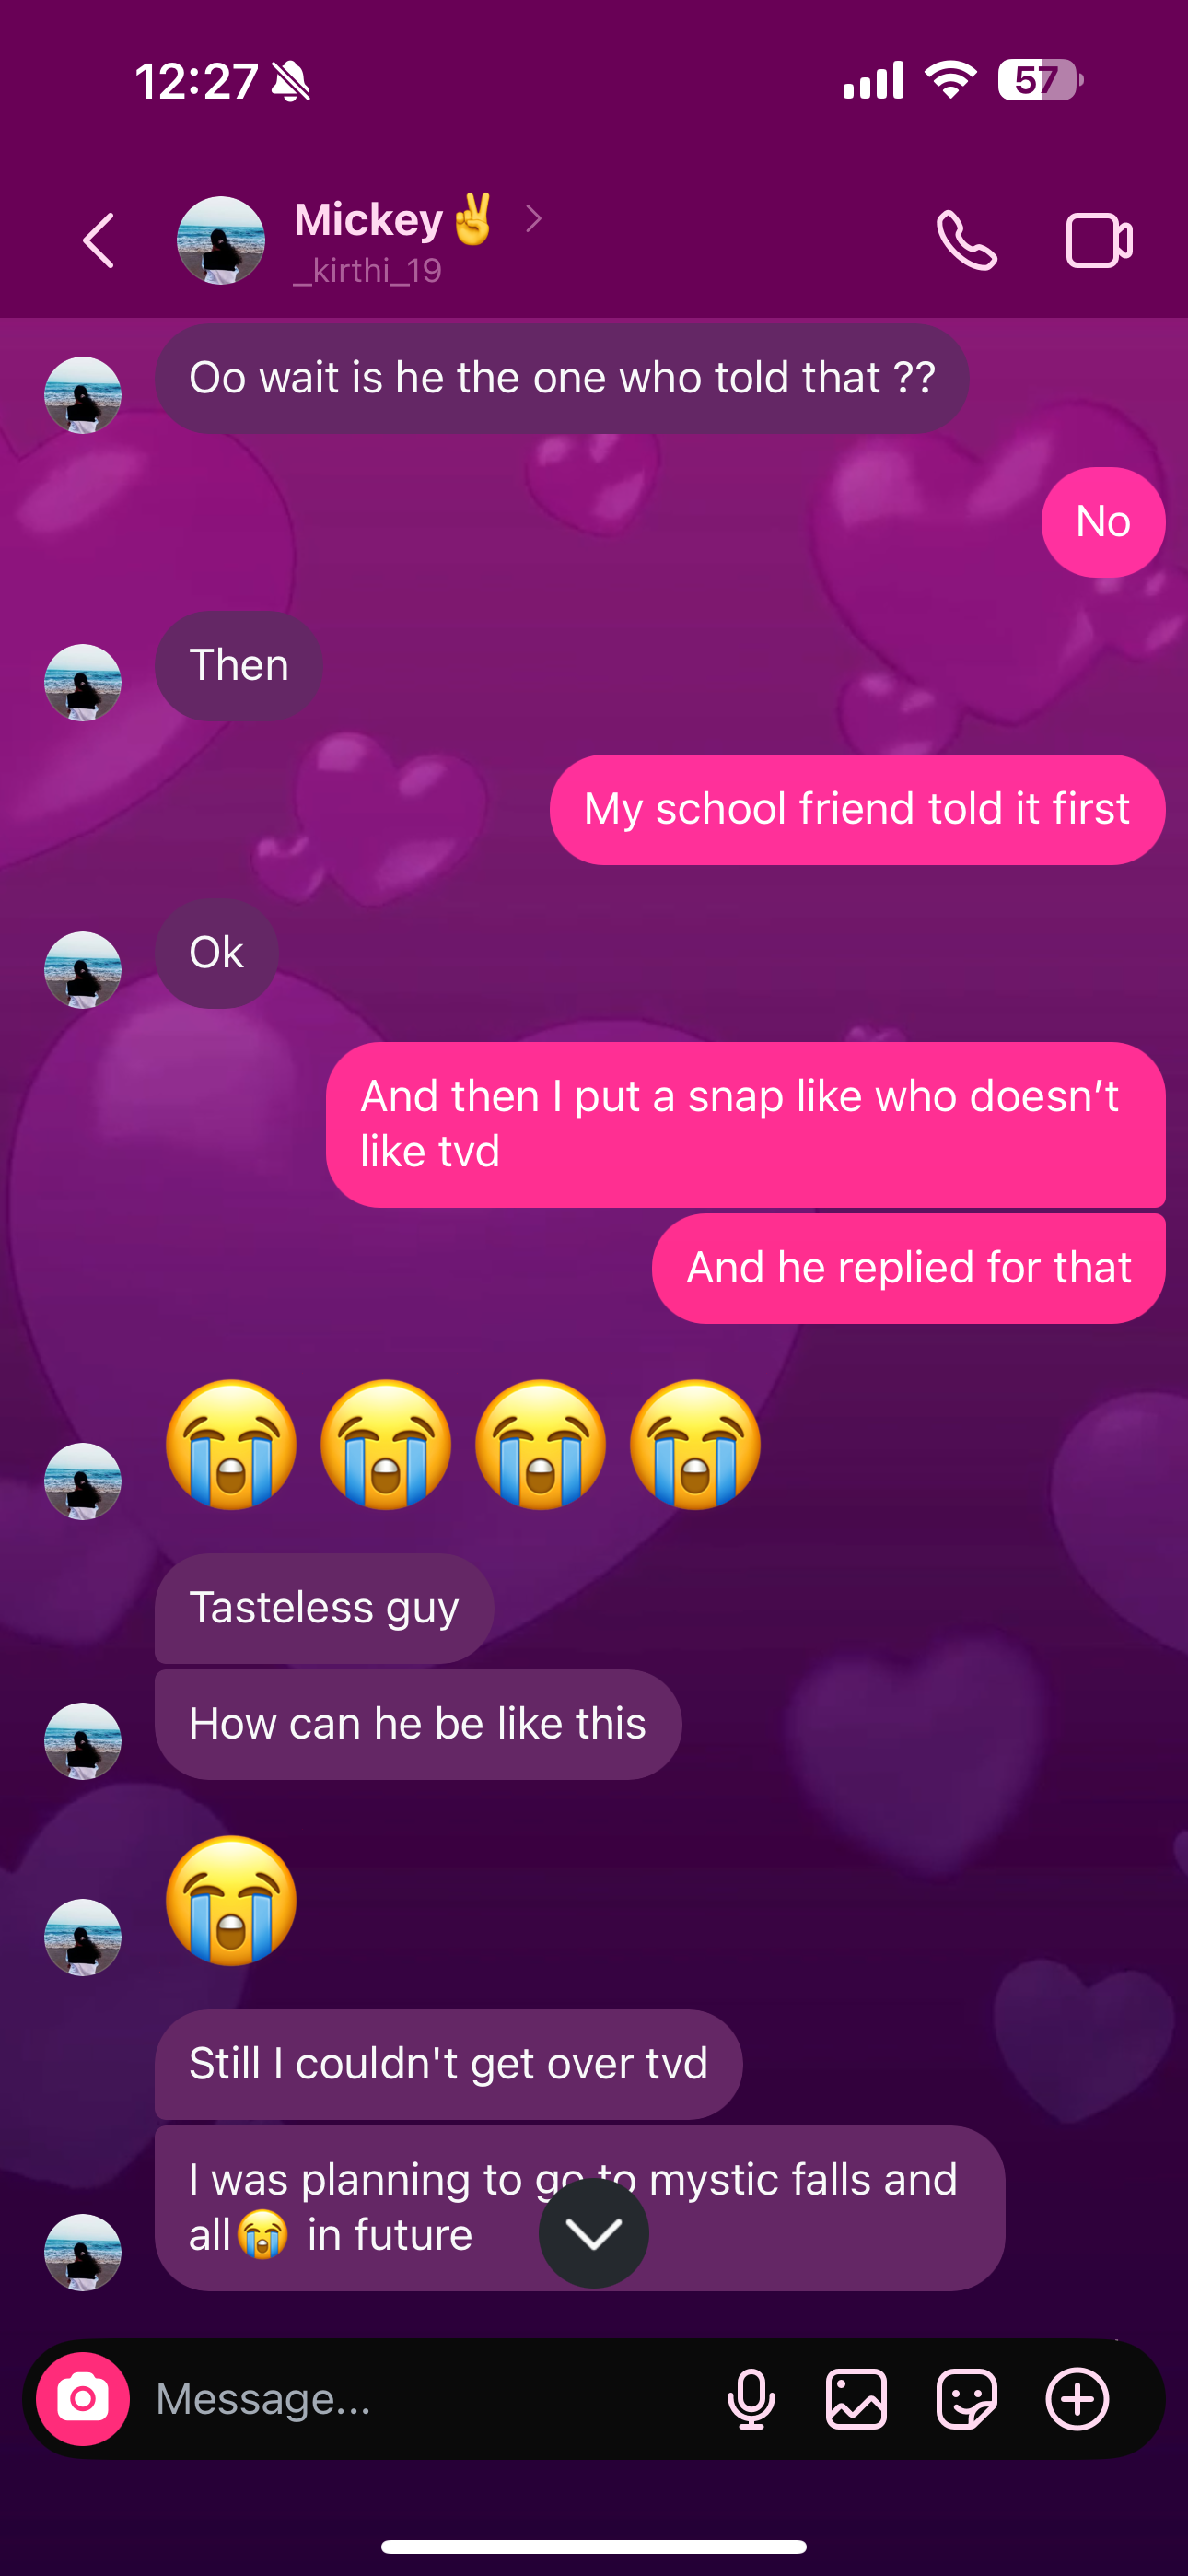 12:27
57
Mickey✌️
_kirthi_19
Oo wait is he the one who told that ??
No
Then
My school friend told it first
Ok
And then I put a snap like who doesn’t
like tvd
And he replied for that
😭😭😭😭
Tasteless guy
How can he be like this
😭
Still I couldn't get over tvd
I was planning to go to mystic falls and
all😭 in future
Message...